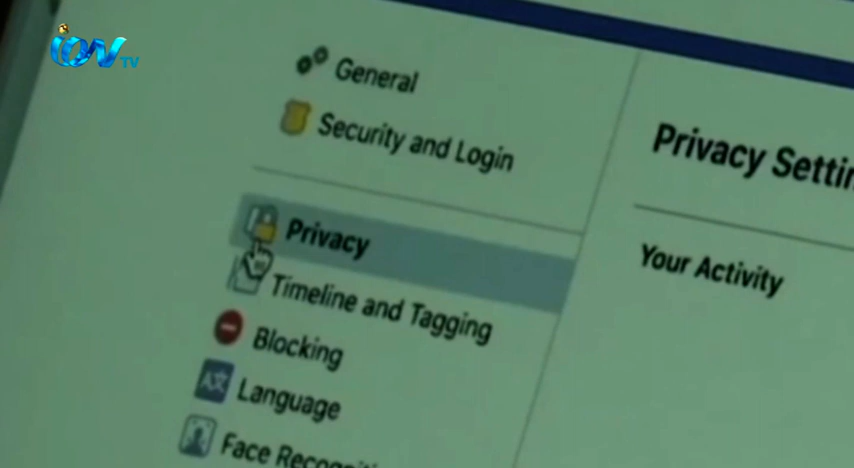 iON TV
General
Security and Login
Privacy
Timeline and Tagging
Blocking
Language
Face
Privacy
Your Activity